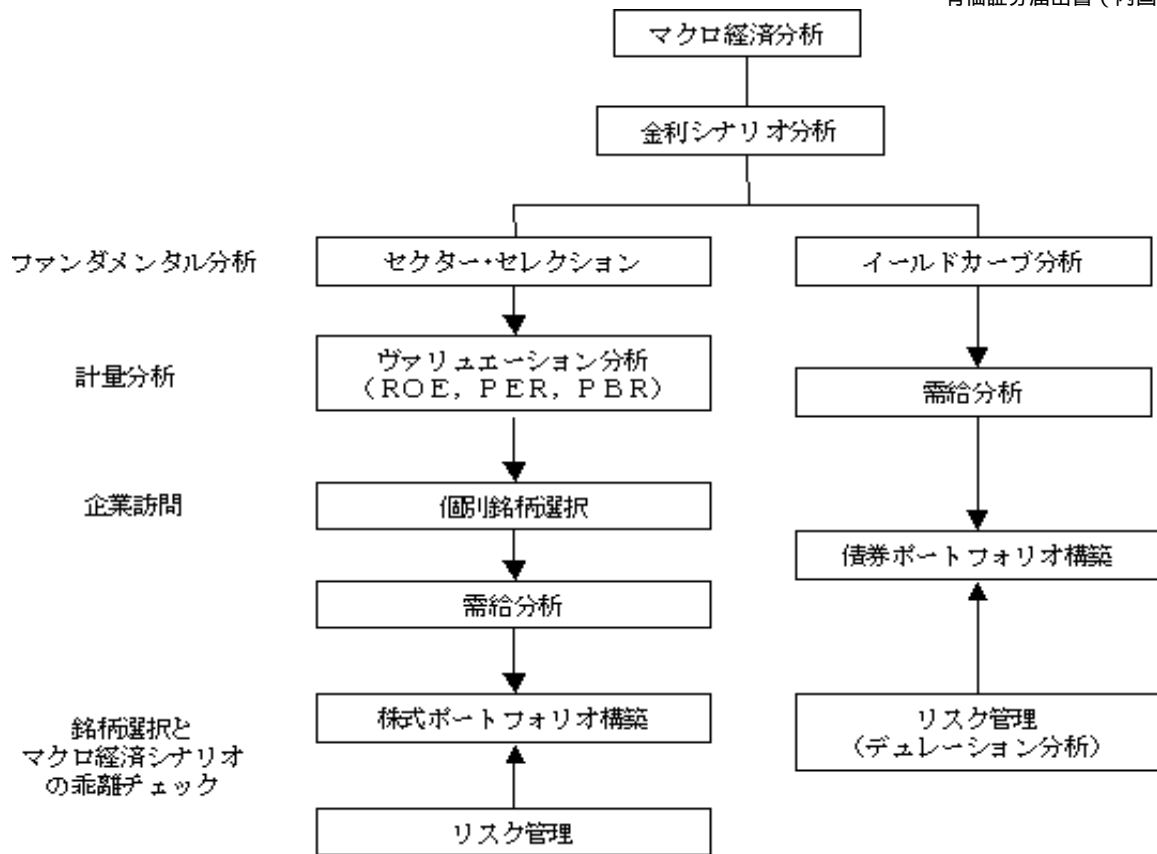 マクロ経済分析
金利シナリオ分析
ファンダメンタル分析
セクター・セレクション
イールドカーブ分析
計量分析
ヴァリュエーション分析
(ROE, PER, PBR)
需給分析
企業訪問
個別銘柄選択
債券ポートフォリオ構築
需給分析
銘柄選択と
マクロ経済シナリオ
の乖離チェック
株式ポートフォリオ構築
リスク管理
(デュレーション分析)
リスク管理